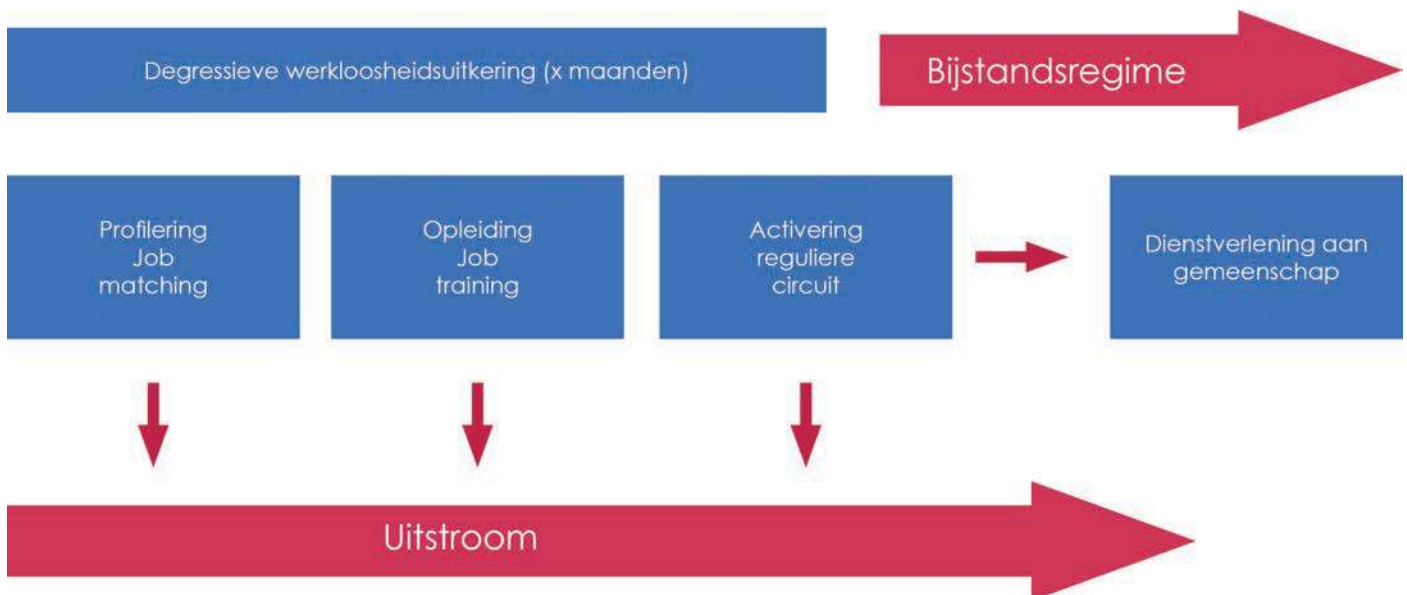 Degressieve werkloosheidsuitkering (x maanden)
Bijstandsregime
Profilering
Job
matching
Opleiding
Job
training
Activering
reguliere
circuit
Dienstverlening aan
gemeenschap
Uitstroom